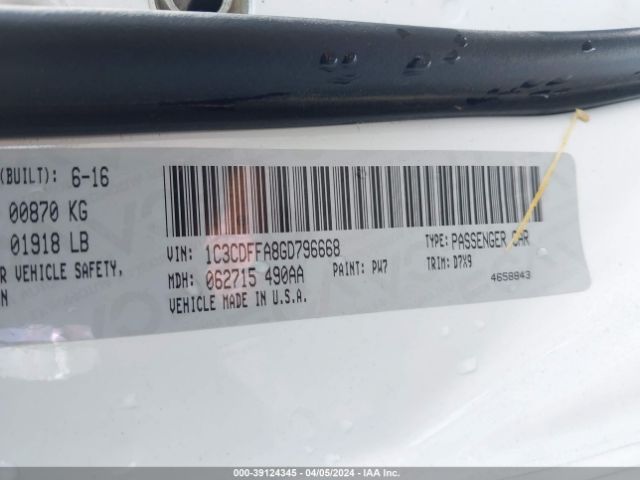 (BUILT): 6-16
00870 KG
01918 LB
R VEHICLE SAFETY,
N
VIN: 1C3CDFFA8GD796668
TYPE: PASSENGER CAR
MDH: 062715 490AA
PAINT: PW7
TRIM: D7X9
VEHICLE MADE IN U.S.A.
4658843
000-39124345 - 04/05/2024 - IAA Inc.